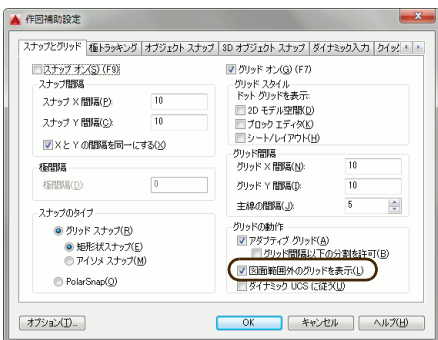 作図補助設定
スナップとグリッド 極トラッキング オブジェクト スナップ 3D オブジェクト スナップ ダイナミック入力 クイック
スナップ オン(S) (F9)
スナップ間隔
スナップ X 間隔(P): 10
スナップ Y 間隔(C): 10
X と Y の間隔を同一にする(X)
極間隔
極間隔(D): 0
スナップのタイプ
グリッド スナップ(R)
矩形状スナップ(E)
アイソメ スナップ(M)
PolarSnap(O)
グリッド オン(G) (F7)
グリッド スタイル
ドット グリッドを表示:
2D モデル空間(D)
ブロック エディタ(K)
シート/レイアウト(H)
グリッド間隔
グリッド X 間隔(N): 10
グリッド Y 間隔(I): 10
主線の間隔(J): 5
グリッドの動作
アダプティブ グリッド(A)
グリッド間隔以下の分割を許可(B)
図面範囲外のグリッドを表示(L)
ダイナミック UCS に従う(U)
オプション(T)... OK キャンセル ヘルプ(H)